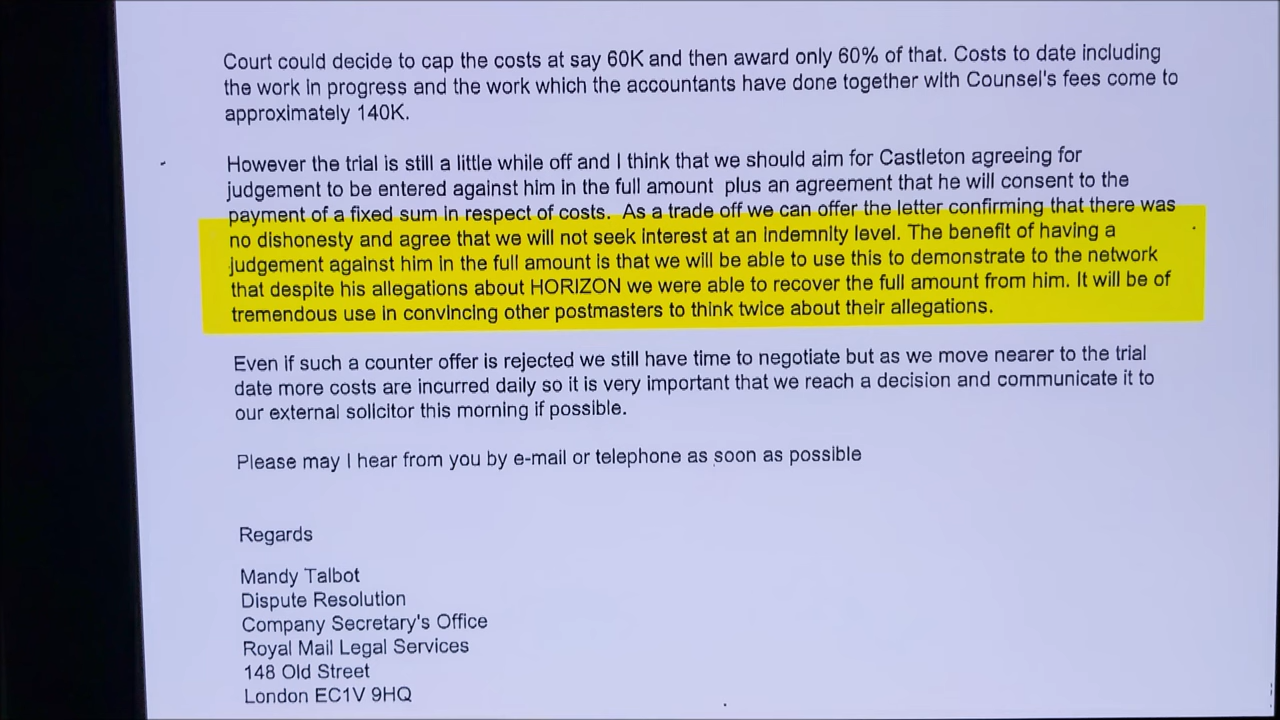 Court could decide to cap the costs at say 60K and then award only 60% of that. Costs to date including
the work in progress and the work which the accountants have done together with Counsel's fees come to
approximately 140K.
However the trial is still a little while off and I think that we should aim for Castleton agreeing for
judgement to be entered against him in the full amount plus an agreement that he will consent to the
payment of a fixed sum in respect of costs. As a trade off we can offer the letter confirming that there was
no dishonesty and agree that we will not seek interest at an indemnity level. The benefit of having a
judgement against him in the full amount is that we will be able to use this to demonstrate to the network
that despite his allegations about HORIZON we were able to recover the full amount from him. It will be of
tremendous use in convincing other postmasters to think twice about their allegations.
Even if such a counter offer is rejected we still have time to negotiate but as we move nearer to the trial
date more costs are incurred daily so it is very important that we reach a decision and communicate it to
our external solicitor this morning if possible.
Please may I hear from you by e-mail or telephone as soon as possible
Regards
Mandy Talbot
Dispute Resolution
Company Secretary's Office
Royal Mail Legal Services
148 Old Street
London EC1V 9HQ